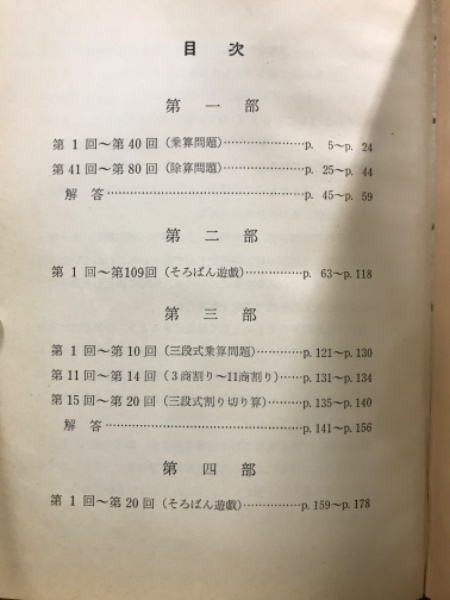 目次
第一部
第 1 回～第 40 回 (乗算問題)…………………p. 5～p. 24
第 41 回～第 80 回 (除算問題)…………………p. 25～p. 44
解答………………………………………p. 45～p. 59
第二部
第 1 回～第109回 (そろばん遊戯)……………p. 63～p.118
第三部
第 1 回～第 10 回 (三段式乗算問題)…………p.121～p.130
第 11 回～第 14 回 (3商割り～11商割り)……p.131～p.134
第 15 回～第 20 回 (三段式割り切り算)………p.135～p.140
解答………………………………………p.141～p.156
第四部
第 1 回～第 20 回 (そろばん遊戯)……………p.159～p.178